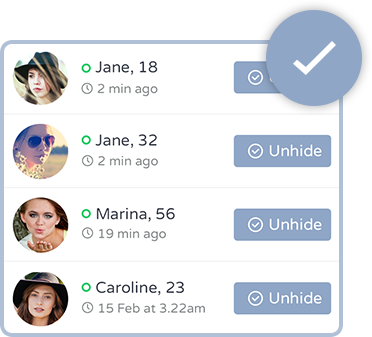 Jane, 18
2 min ago
Jane, 32
2 min ago
Unhide
Marina, 56
19 min ago
Unhide
Caroline, 23
15 Feb at 3.22am
Unhide